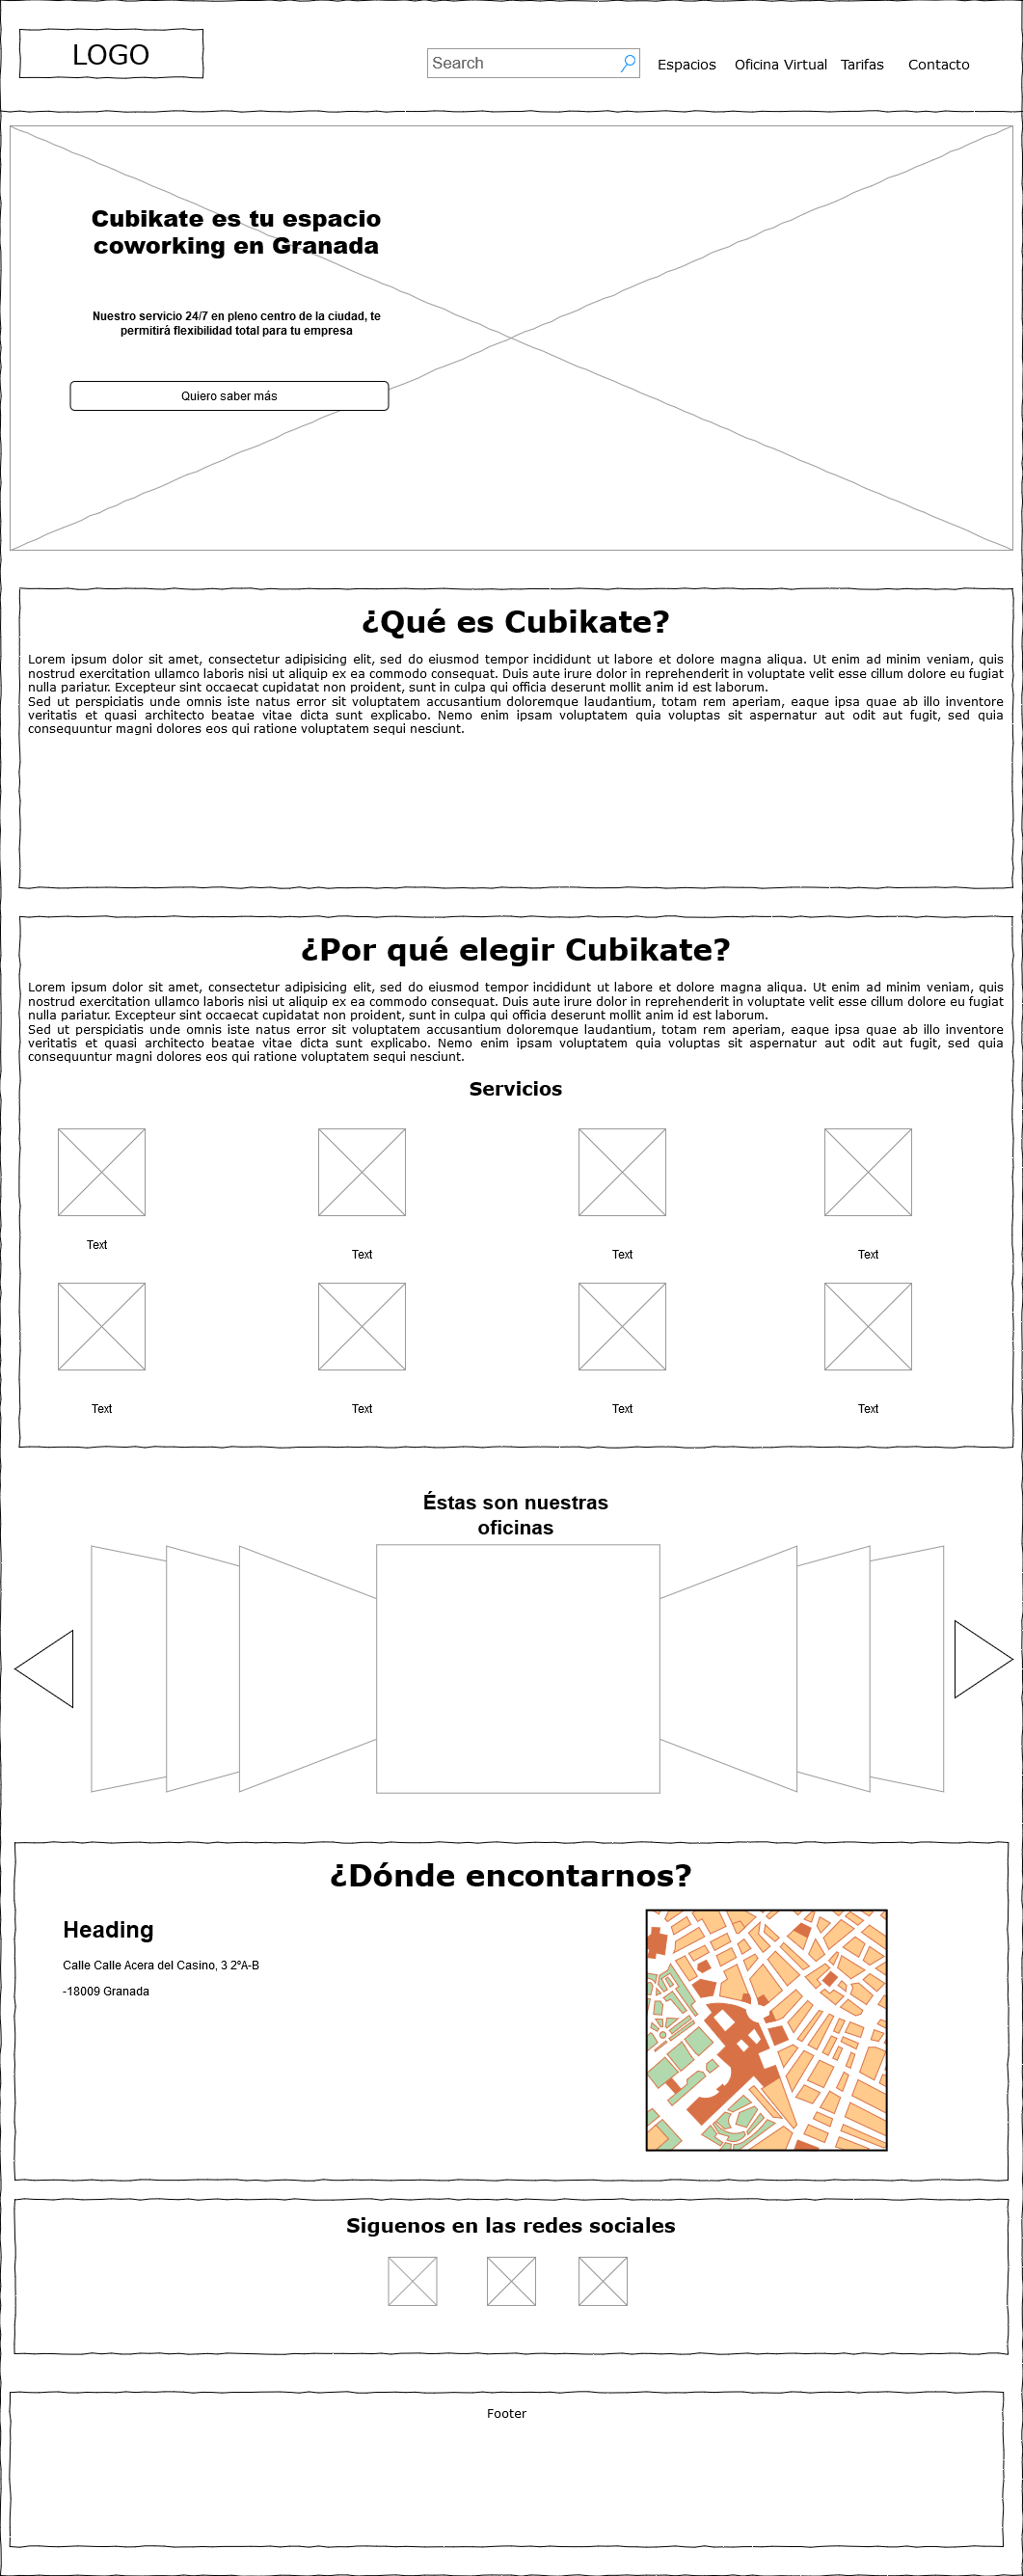 LOGO
Search
Espacios
Oficina Virtual
Tarifas
Contacto
Cubikate es tu espacio
coworking en Granada
Nuestro servicio 24/7 en pleno centro de la ciudad, te
permitirá flexibilidad total para tu empresa
Quiero saber más
¿Qué es Cubikate?
Lorem ipsum dolor sit amet, consectetur adipisicing elit, sed do eiusmod tempor incididunt ut labore et dolore magna aliqua. Ut enim ad minim veniam, quis
nostrud exercitation ullamco laboris nisi ut aliquip ex ea commodo consequat. Duis aute irure dolor in reprehenderit in voluptate velit esse cillum dolore eu fugiat
nulla pariatur. Excepteur sint occaecat cupidatat non proident, sunt in culpa qui officia deserunt mollit anim id est laborum.
Sed ut perspiciatis unde omnis iste natus error sit voluptatem accusantium doloremque laudantium, totam rem aperiam, eaque ipsa quae ab illo inventore
veritatis et quasi architecto beatae vitae dicta sunt explicabo. Nemo enim ipsam voluptatem quia voluptas sit aspernatur aut odit aut fugit, sed quia
consequuntur magni dolores eos qui ratione voluptatem sequi nesciunt.
¿Por qué elegir Cubikate?
Lorem ipsum dolor sit amet, consectetur adipisicing elit, sed do eiusmod tempor incididunt ut labore et dolore magna aliqua. Ut enim ad minim veniam, quis
nostrud exercitation ullamco laboris nisi ut aliquip ex ea commodo consequat. Duis aute irure dolor in reprehenderit in voluptate velit esse cillum dolore eu fugiat
nulla pariatur. Excepteur sint occaecat cupidatat non proident, sunt in culpa qui officia deserunt mollit anim id est laborum.
Sed ut perspiciatis unde omnis iste natus error sit voluptatem accusantium doloremque laudantium, totam rem aperiam, eaque ipsa quae ab illo inventore
veritatis et quasi architecto beatae vitae dicta sunt explicabo. Nemo enim ipsam voluptatem quia voluptas sit aspernatur aut odit aut fugit, sed quia
consequuntur magni dolores eos qui ratione voluptatem sequi nesciunt.
Servicios
Text
Text
Text
Text
Text
Text
Text
Text
Éstas son nuestras
oficinas
¿Dónde encontarnos?
Heading
Calle Calle Acera del Casino, 3 2ºA-B
-18009 Granada
Siguenos en las redes sociales
Footer